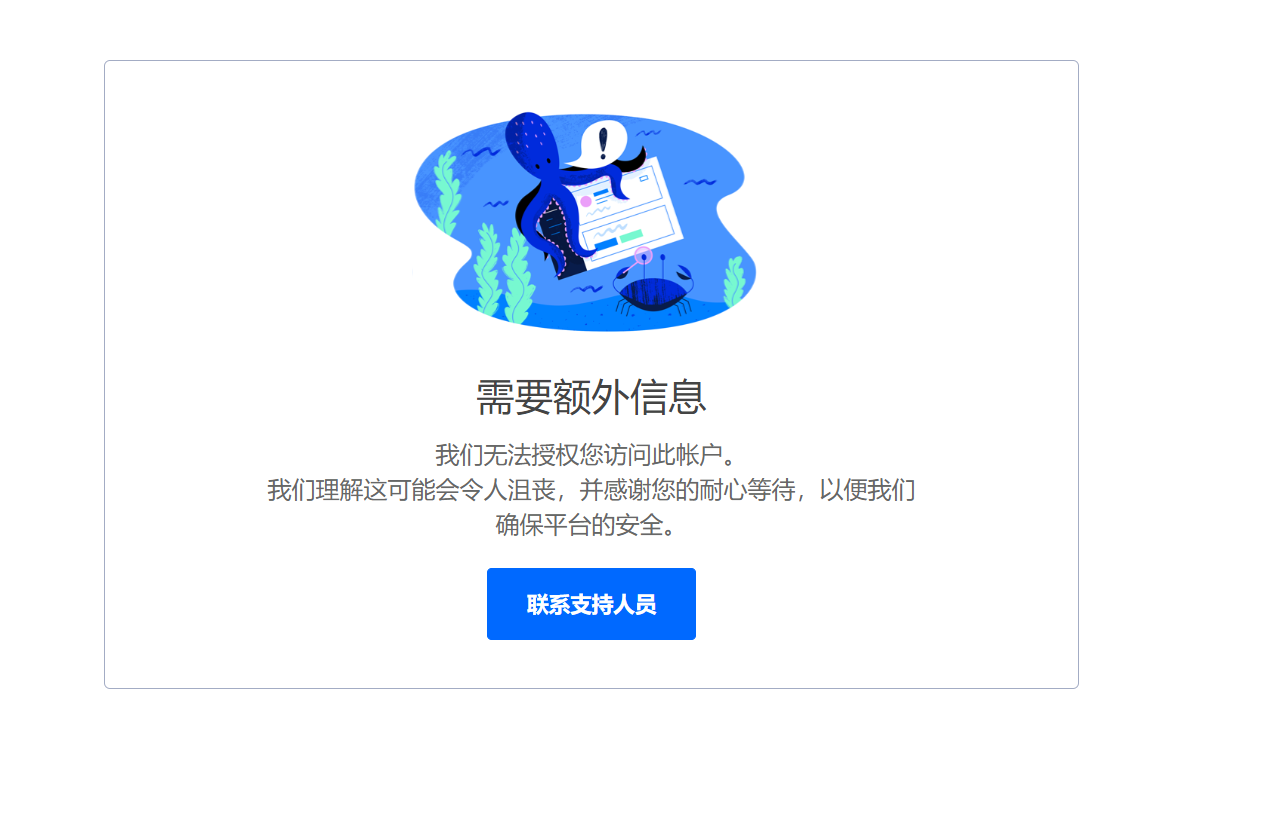 需要额外信息
我们无法授权您访问此帐户。
我们理解这可能会令人沮丧，并感谢您的耐心等待，以便我们
确保平台的安全。
联系支持人员